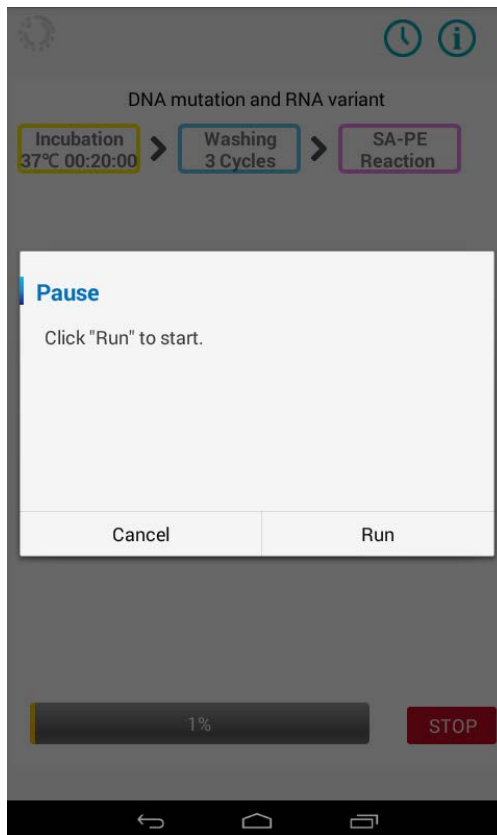 DNA mutation and RNA variant
Incubation
37℃ 00:20:00
Washing
3 Cycles
SA-PE
Reaction
Pause
Click "Run" to start.
Cancel
Run
1%
STOP